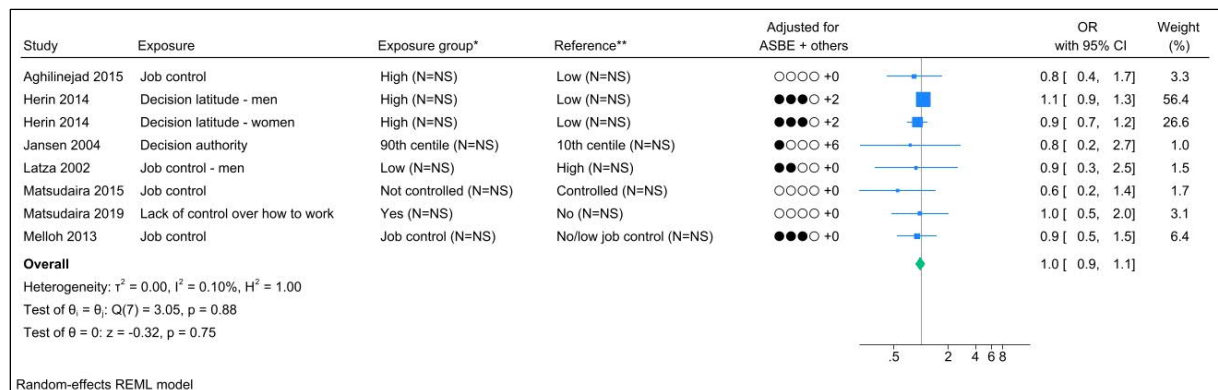 Adjusted for OR Weight
Study Exposure Exposure group* Reference** ASBE + others with 95% CI (%)
Aghilinejad 2015 Job control High (N=NS) Low (N=NS) ○○○○ +0 0.8 [ 0.4, 1.7] 3.3
Herin 2014 Decision latitude - men High (N=NS) Low (N=NS) ●●●○ +2 1.1 [ 0.9, 1.3] 56.4
Herin 2014 Decision latitude - women High (N=NS) Low (N=NS) ●●●○ +2 0.9 [ 0.7, 1.2] 26.6
Jansen 2004 Decision authority 90th centile (N=NS) 10th centile (N=NS) ●○○○ +6 0.8 [ 0.2, 2.7] 1.0
Latza 2002 Job control - men Low (N=NS) High (N=NS) ●●○○ +0 0.9 [ 0.3, 2.5] 1.5
Matsudaira 2015 Job control Not controlled (N=NS) Controlled (N=NS) ○○○○ +0 0.6 [ 0.2, 1.4] 1.7
Matsudaira 2019 Lack of control over how to work Yes (N=NS) No (N=NS) ○○○○ +0 1.0 [ 0.5, 2.0] 3.1
Melloh 2013 Job control Job control (N=NS) No/low job control (N=NS) ●●●○ +0 0.9 [ 0.5, 1.5] 6.4
Overall 1.0 [ 0.9, 1.1]
Heterogeneity: τ² = 0.00, I² = 0.10%, H² = 1.00
Test of θᵢ = θⱼ: Q(7) = 3.05, p = 0.88
Test of θ = 0: z = -0.32, p = 0.75
.5 2 4 6 8
Random-effects REML model